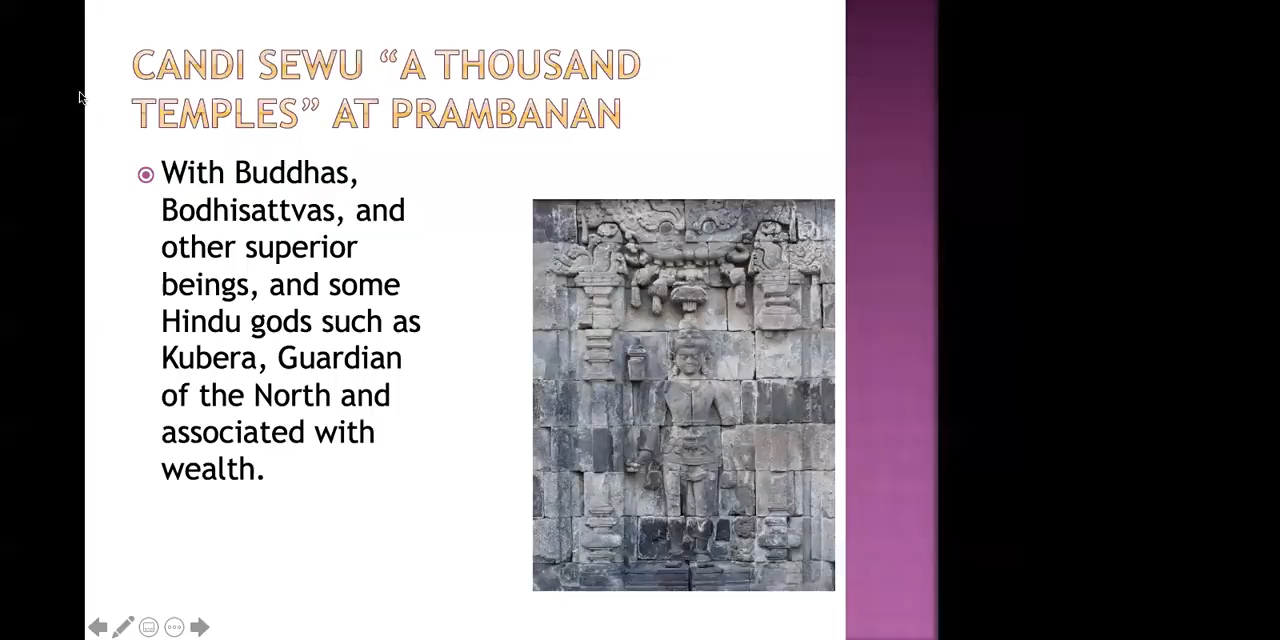 CANDI SEWU “A THOUSAND
TEMPLES” AT PRAMBANAN
With Buddhas,
Bodhisattvas, and
other superior
beings, and some
Hindu gods such as
Kubera, Guardian
of the North and
associated with
wealth.